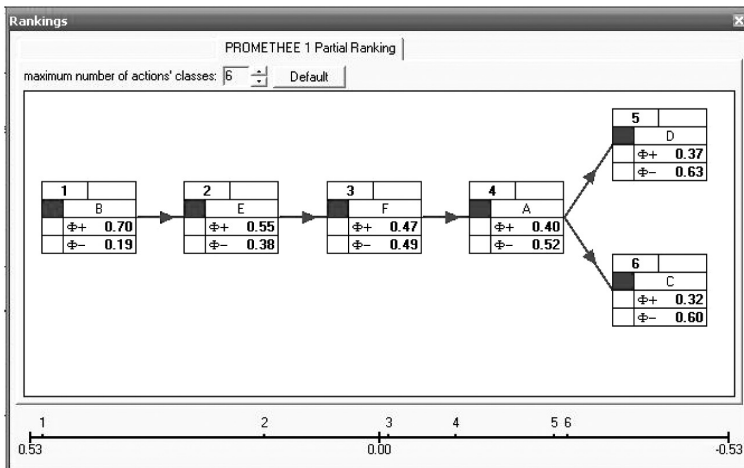 Rankings
PROMETHEE 1 Partial Ranking
maximum number of actions' classes: 6 Default
1
B
Φ+ 0.70
Φ− 0.19
2
E
Φ+ 0.55
Φ− 0.38
3
F
Φ+ 0.47
Φ− 0.49
4
A
Φ+ 0.40
Φ− 0.52
5
D
Φ+ 0.37
Φ− 0.63
6
C
Φ+ 0.32
Φ− 0.60
1 2 3 4 5 6
0.53 0.00 -0.53